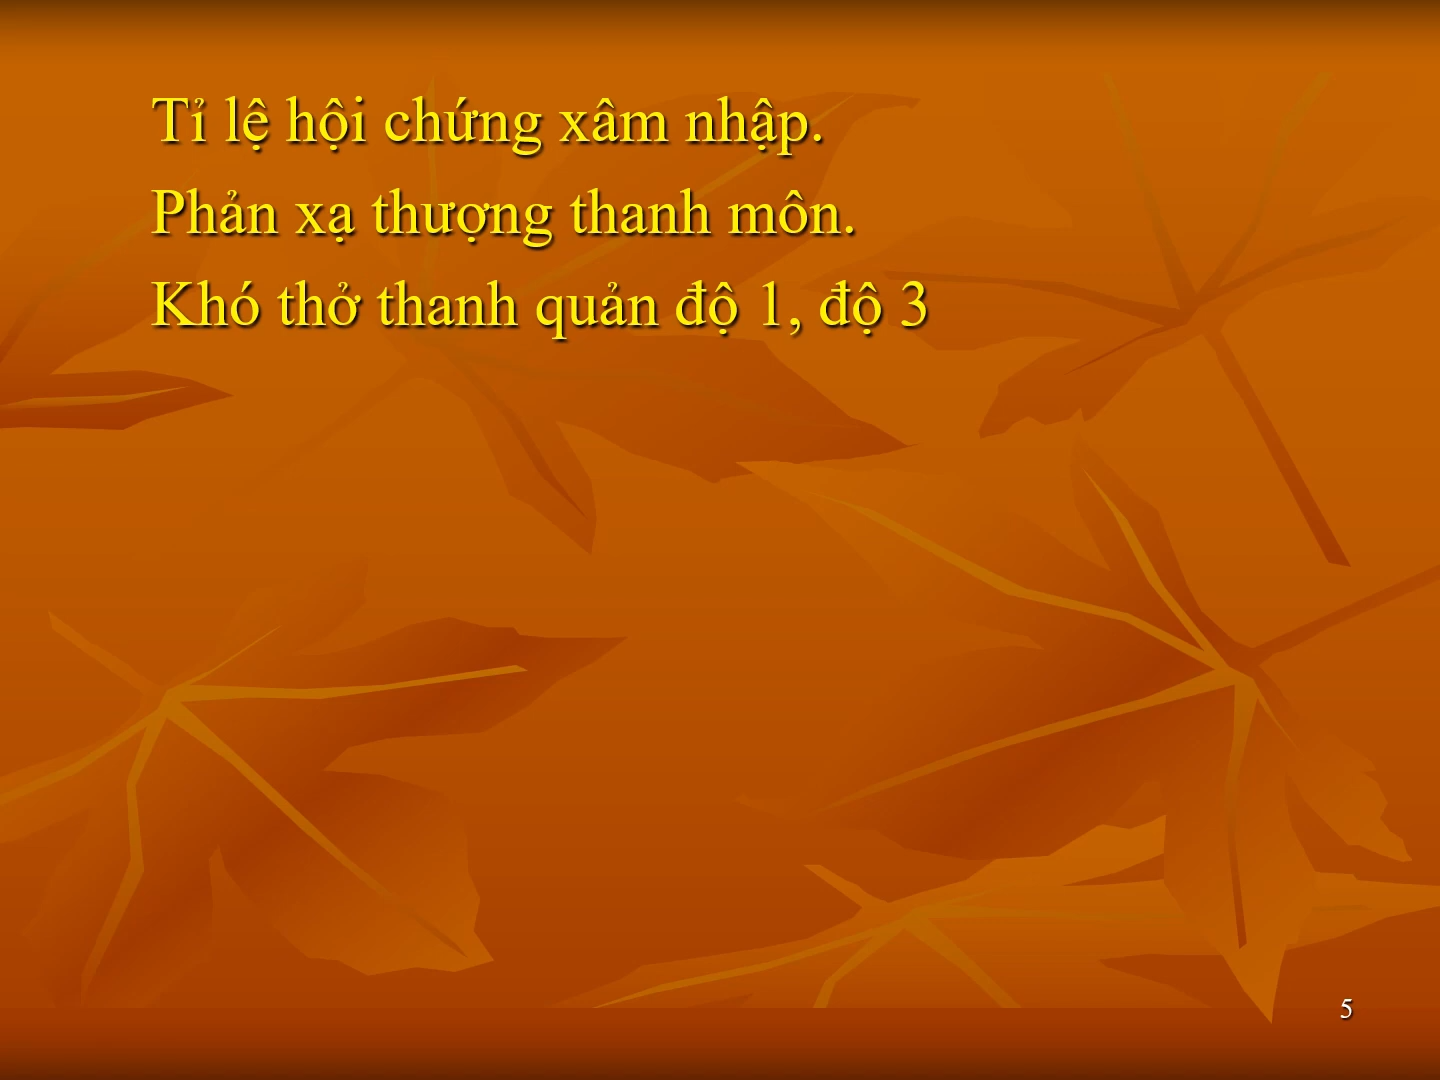 Tỉ lệ hội chứng xâm nhập.
Phản xạ thượng thanh môn.
Khó thở thanh quản độ 1, độ 3
5